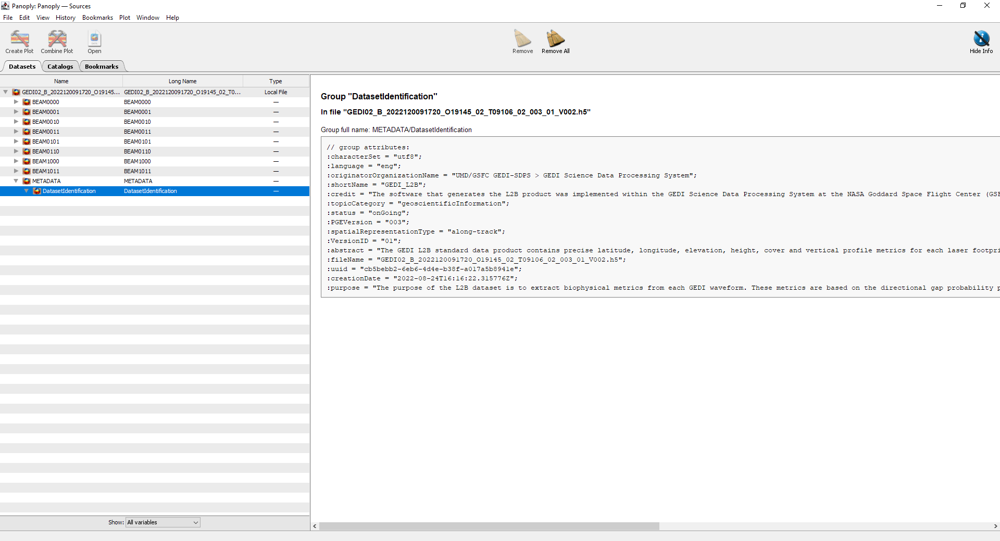 Panoply: Panoply — Sources
File Edit View History Bookmarks Plot Window Help
Create Plot Combine Plot Open Remove Remove All Hide Info
Datasets Catalogs Bookmarks
Name Long Name Type
GEDI02_B_2022120091720_O19145... GEDI02_B_2022120091720_O19145_02_T0... Local File
BEAM0000 BEAM0000 —
BEAM0001 BEAM0001 —
BEAM0010 BEAM0010 —
BEAM0011 BEAM0011 —
BEAM0101 BEAM0101 —
BEAM0110 BEAM0110 —
BEAM1000 BEAM1000 —
BEAM1011 BEAM1011 —
METADATA METADATA —
DatasetIdentification DatasetIdentification —
Show: All variables
Group "DatasetIdentification"
In file "GEDI02_B_2022120091720_O19145_02_T09106_02_003_01_V002.h5"
Group full name: METADATA/DatasetIdentification
// group attributes:
:characterSet = "utf8";
:language = "eng";
:originatorOrganizationName = "UMD/GSFC GEDI-SDPS > GEDI Science Data Processing System";
:shortName = "GEDI_L2B";
:credit = "The software that generates the L2B product was implemented within the GEDI Science Data Processing System at the NASA Goddard Space Flight Center (GSF
:topicCategory = "geoscientificInformation";
:status = "onGoing";
:PGEVersion = "003";
:spatialRepresentationType = "along-track";
:VersionID = "01";
:abstract = "The GEDI L2B standard data product contains precise latitude, longitude, elevation, height, cover and vertical profile metrics for each laser footpri
:fileName = "GEDI02_B_2022120091720_O19145_02_T09106_02_003_01_V002.h5";
:uuid = "cb5bebb2-6eb6-4d4e-b38f-a017a5b8941e";
:creationDate = "2022-08-24T16:16:22.315776Z";
:purpose = "The purpose of the L2B dataset is to extract biophysical metrics from each GEDI waveform. These metrics are based on the directional gap probability p